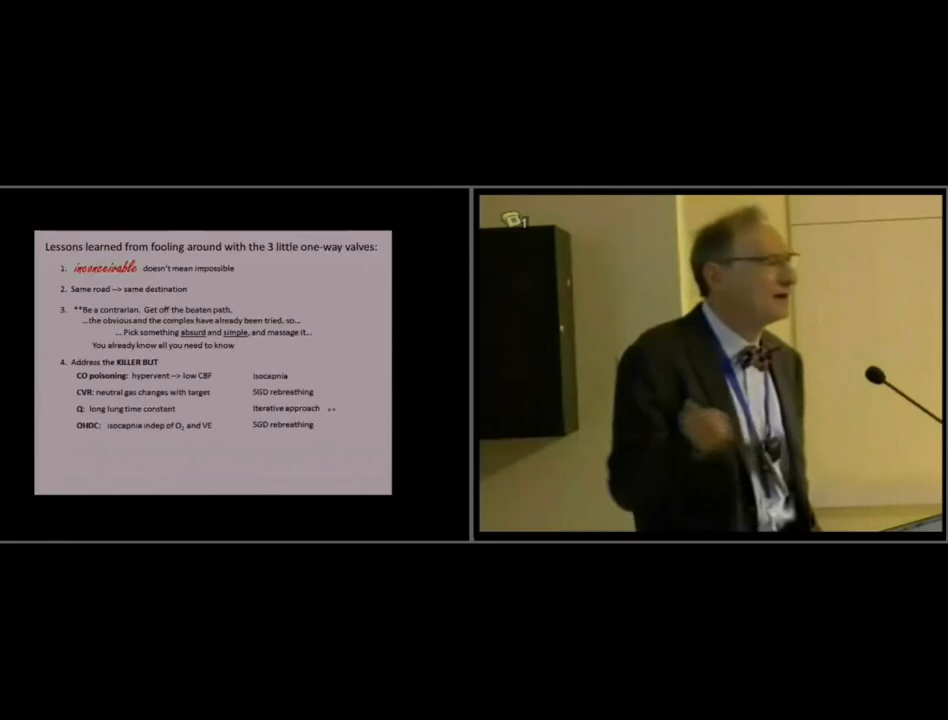 Lessons learned from fooling around with the 3 little one-way valves:
1. inconceivable doesn't mean impossible
2. Same road --> same destination
3. **Be a contrarian. Get off the beaten path.
...the obvious and the complex have already been tried, so...
... Pick something absurd and simple, and massage it...
You already know all you need to know
4. Address the KILLER BUT
CO poisoning: hypervent --> low CBF isocapnia
CVR: neutral gas changes with target SGD rebreathing
Q: long lung time constant Iterative approach **
OHDC: isocapnia indep of O₂ and VE SGD rebreathing